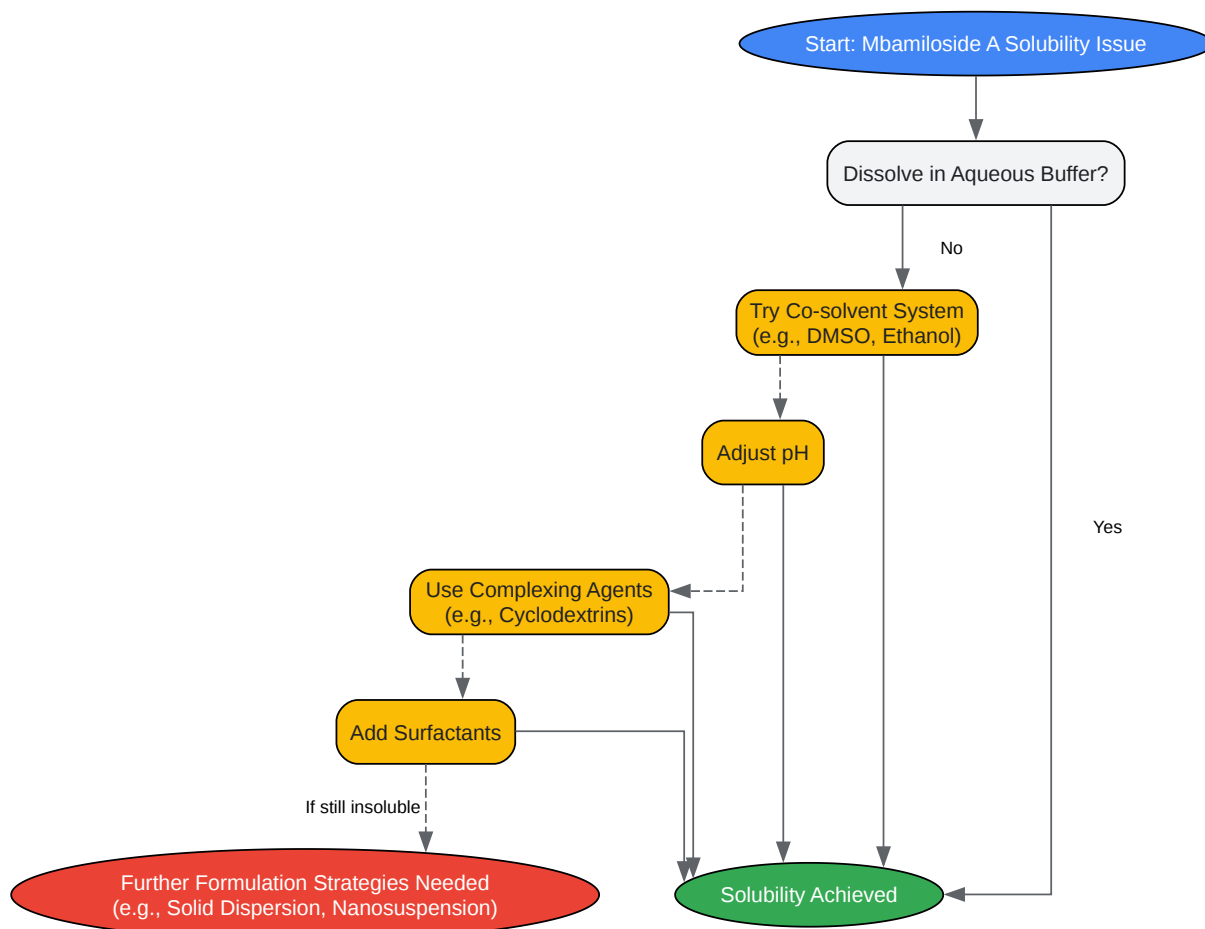 Start: Mbamiloside A Solubility Issue
Dissolve in Aqueous Buffer?
No
Try Co-solvent System
(e.g., DMSO, Ethanol)
Adjust pH
Yes
Use Complexing Agents
(e.g., Cyclodextrins)
Add Surfactants
If still insoluble
Further Formulation Strategies Needed
(e.g., Solid Dispersion, Nanosuspension)
Solubility Achieved